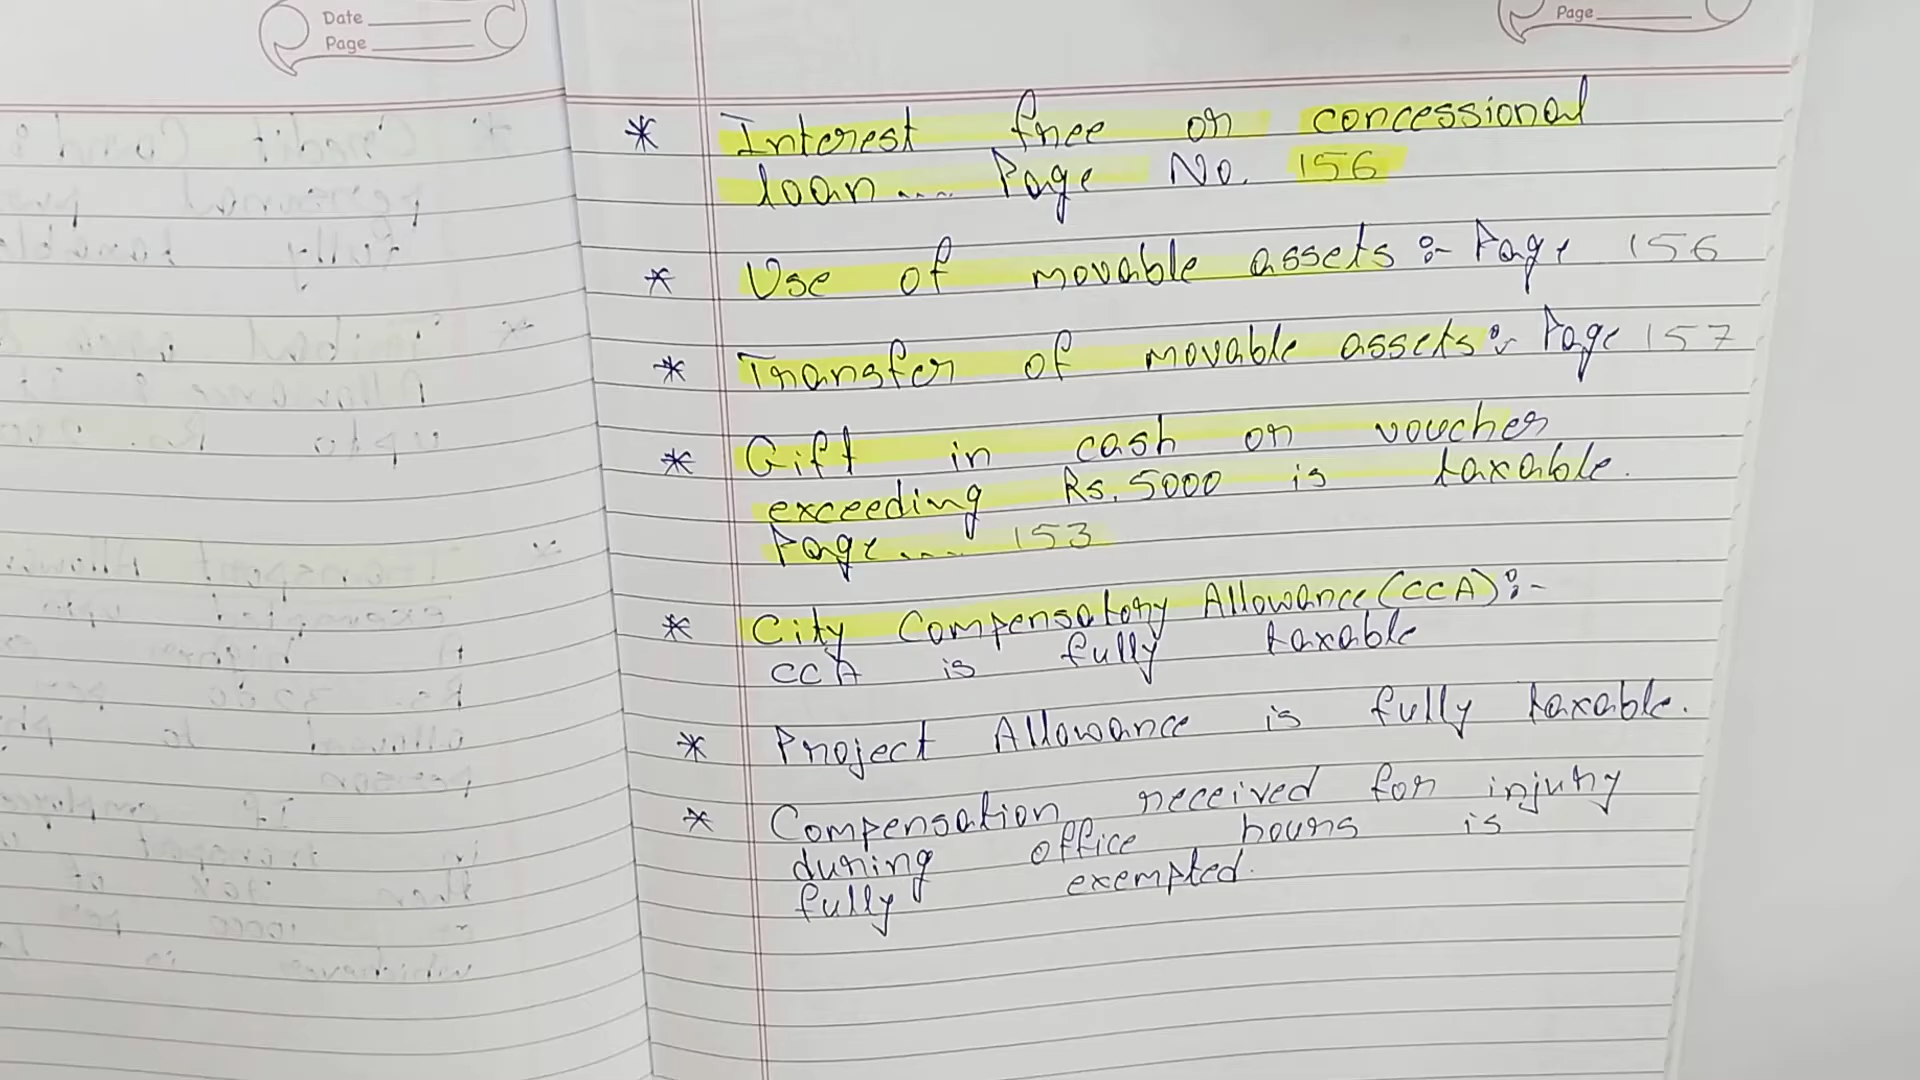 Date
Page
Page
* Interest free or concessional
loan.... Page No. 156
* Use of movable assets :- Page 156
* Transfer of movable assets :- Page 157
* Gift in cash or voucher
exceeding Rs. 5000 is taxable.
Page.... 153
* City Compensatory Allowance (CCA) :-
CCA is fully taxable
* Project Allowance is fully taxable.
* Compensation received for injury
during office hours is
fully exempted.